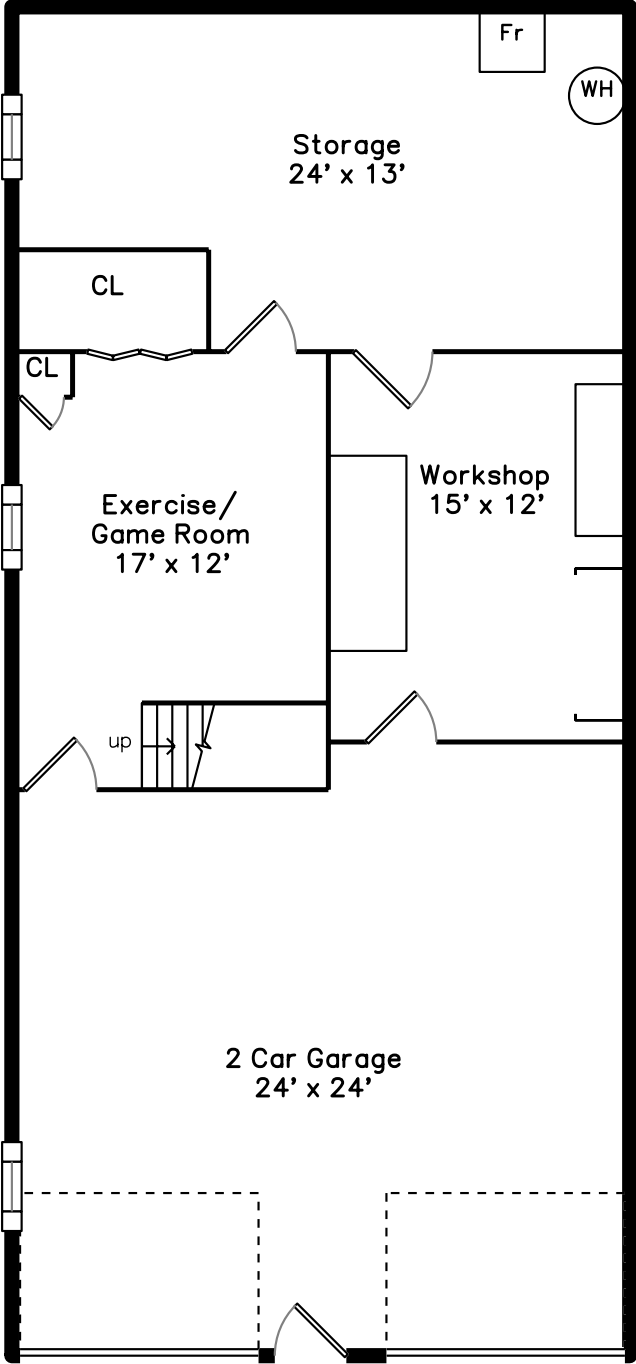 Fr
WH
Storage
24' x 13'
CL
CL
Workshop
15' x 12'
Exercise/
Game Room
17' x 12'
up
2 Car Garage
24' x 24'